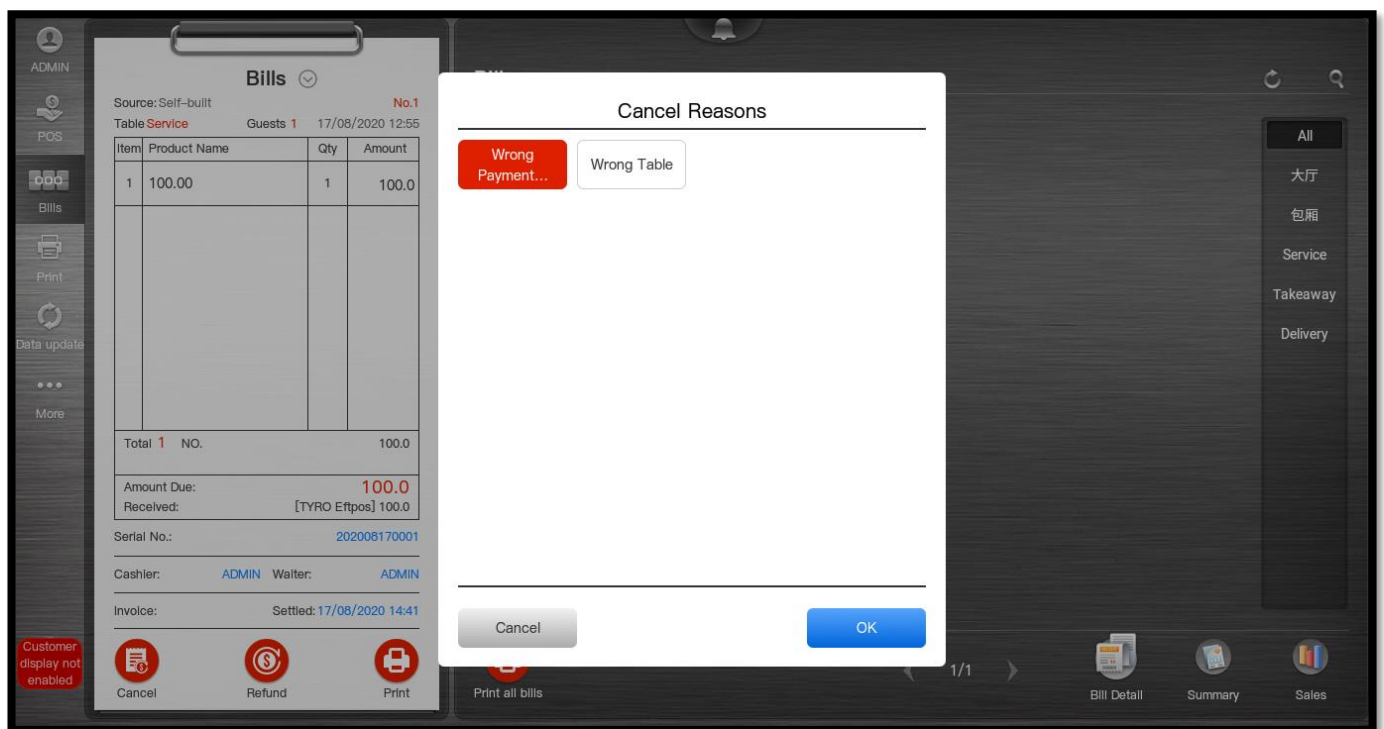 ADMIN
POS
Bills
Print
Data update
More
Customer
display not
enabled
Bills
Source: Self-built No.1
Table Service Guests 1 17/08/2020 12:55
Item Product Name Qty Amount
1 100.00 1 100.0
Total 1 NO. 100.0
Amount Due: 100.0
Received: [TYRO Eftpos] 100.0
Serial No.: 202008170001
Cashier: ADMIN Waiter: ADMIN
Invoice: Settled: 17/08/2020 14:41
Cancel Refund Print
Cancel Reasons
Wrong
Payment...
Wrong Table
Cancel OK
Print all bills
1/1
Bill Detail Summary Sales
All
大厅
包厢
Service
Takeaway
Delivery